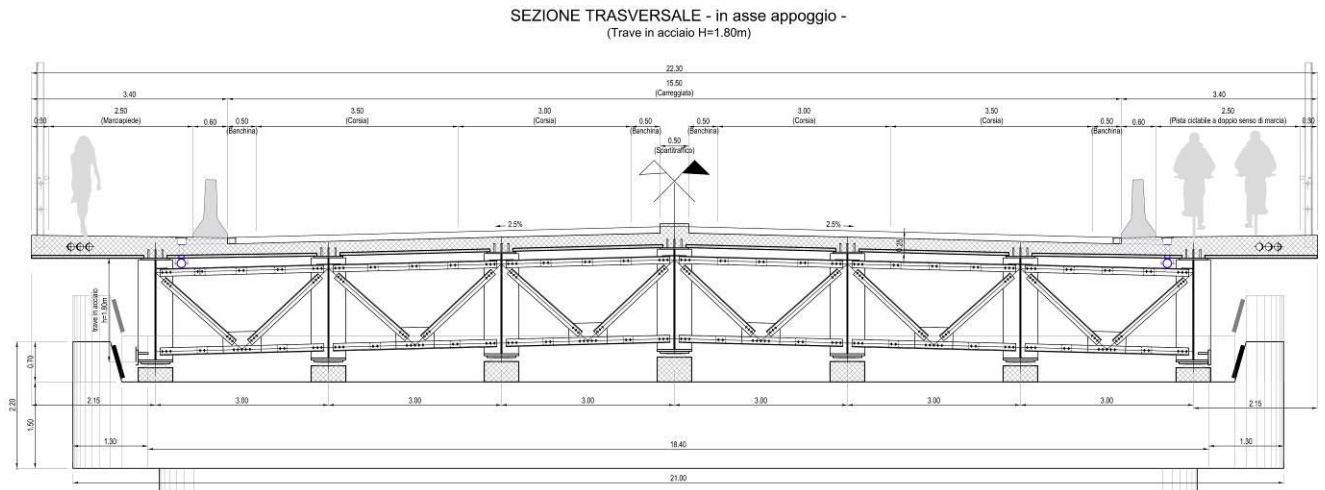 SEZIONE TRASVERSALE - in asse appoggio -
(Trave in acciaio H=1.80m)
22.30
3.40
15.50
(Carreggiata)
3.40
0.30
2.50
(Marciapiede)
0.60
0.50
(Banchina)
3.50
(Corsia)
3.00
(Corsia)
0.50
(Banchina)
0.50
(Spartitraffico)
0.50
(Banchina)
3.00
(Corsia)
3.50
(Corsia)
0.50
(Banchina)
0.60
2.50
(Pista ciclabile a doppio senso di marcia)
0.30
2.5%
2.5%
0.25
trave in acciaio
h=1.80m
0.70
2.20
1.50
2.15
3.00
3.00
3.00
3.00
3.00
3.00
2.15
1.30
18.40
1.30
21.00